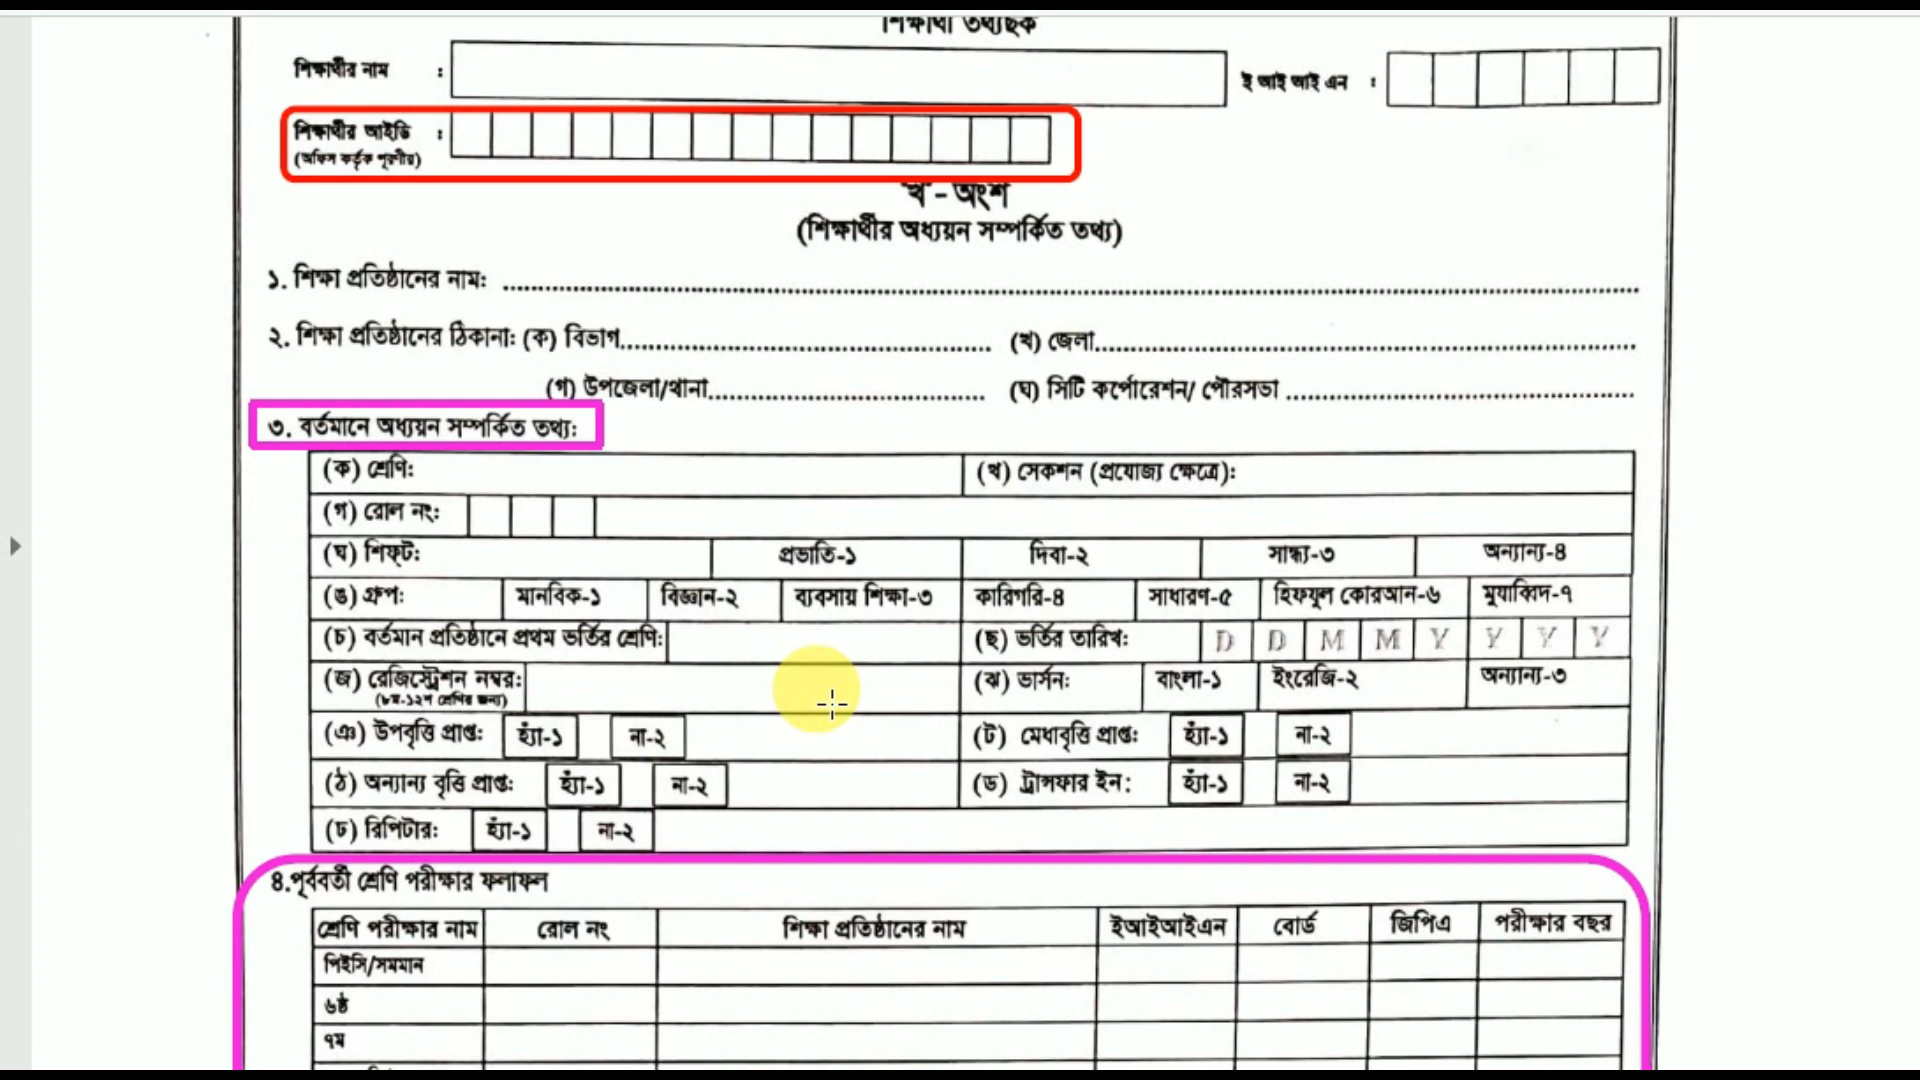 শিক্ষার্থী তথ্যছক
শিক্ষার্থীর নাম : ই আই আই এন :
শিক্ষার্থীর আইডি :
(অফিস কর্তৃক পূরণীয়)
'খ' - অংশ
(শিক্ষার্থীর অধ্যয়ন সম্পর্কিত তথ্য)
১. শিক্ষা প্রতিষ্ঠানের নাম:
২. শিক্ষা প্রতিষ্ঠানের ঠিকানা: (ক) বিভাগ (খ) জেলা
(গ) উপজেলা/থানা (ঘ) সিটি কর্পোরেশন/ পৌরসভা
৩. বর্তমানে অধ্যয়ন সম্পর্কিত তথ্য:
(ক) শ্রেণি: (খ) সেকশন (প্রযোজ্য ক্ষেত্রে):
(গ) রোল নং:
(ঘ) শিফ্ট: প্রভাতি-১ দিবা-২ সান্ধ্য-৩ অন্যান্য-৪
(ঙ) গ্রুপ: মানবিক-১ বিজ্ঞান-২ ব্যবসায় শিক্ষা-৩ কারিগরি-৪ সাধারণ-৫ হিফযুল কোরআন-৬ মুযাব্বিদ-৭
(চ) বর্তমান প্রতিষ্ঠানে প্রথম ভর্তির শ্রেণি: (ছ) ভর্তির তারিখ: D D M M Y Y Y Y
(জ) রেজিস্ট্রেশন নম্বর: (ঝ) ভার্সন: বাংলা-১ ইংরেজি-২ অন্যান্য-৩
(৮ম-১২শ শ্রেণির জন্য)
(ঞ) উপবৃত্তি প্রাপ্ত: হ্যাঁ-১ না-২ (ট) মেধাবৃত্তি প্রাপ্ত: হ্যাঁ-১ না-২
(ঠ) অন্যান্য বৃত্তি প্রাপ্ত: হ্যাঁ-১ না-২ (ড) ট্রান্সফার ইন: হ্যাঁ-১ না-২
(ঢ) রিপিটার: হ্যাঁ-১ না-২
৪.পূর্ববর্তী শ্রেণি পরীক্ষার ফলাফল
শ্রেণি পরীক্ষার নাম রোল নং শিক্ষা প্রতিষ্ঠানের নাম ইআইআইএন বোর্ড জিপিএ পরীক্ষার বছর
পিইসি/সমমান
৬ষ্ঠ
৭ম